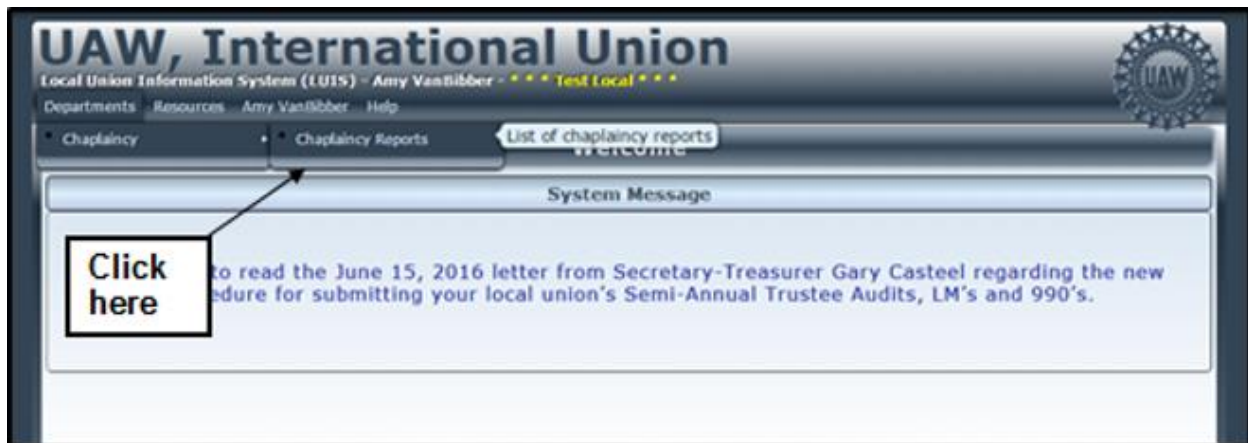 UAW, International Union
Local Union Information System (LUIS) - Amy VanBibber - * * * Test Local * * *
UAW
Departments Resources Amy VanBibber Help
Chaplaincy Chaplaincy Reports List of chaplaincy reports
Welcome
System Message
Click here
to read the June 15, 2016 letter from Secretary-Treasurer Gary Casteel regarding the new
edure for submitting your local union's Semi-Annual Trustee Audits, LM's and 990's.